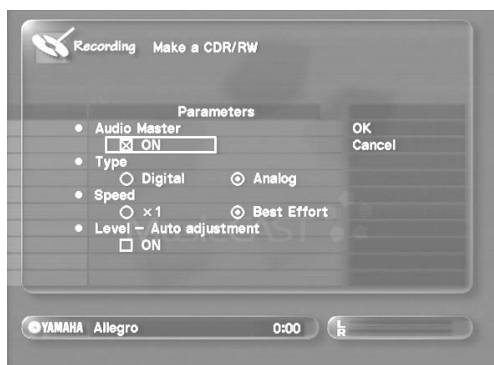 Recording Make a CDR/RW
Parameters
Audio Master
ON
OK
Cancel
Type
Digital Analog
Speed
×1 Best Effort
Level – Auto adjustment
ON
MusicCAST
YAMAHA Allegro 0:00 L
R